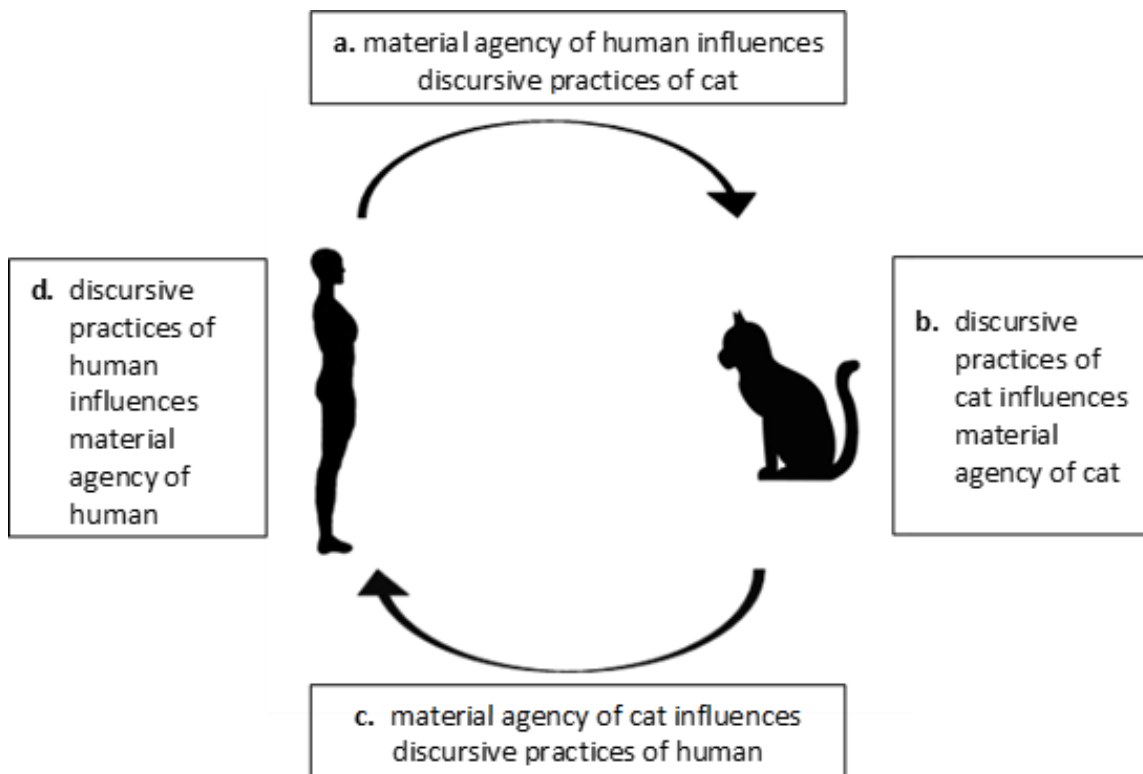 a. material agency of human influences
discursive practices of cat
d. discursive
practices of
human
influences
material
agency of
human
b. discursive
practices of
cat influences
material
agency of cat
c. material agency of cat influences
discursive practices of human